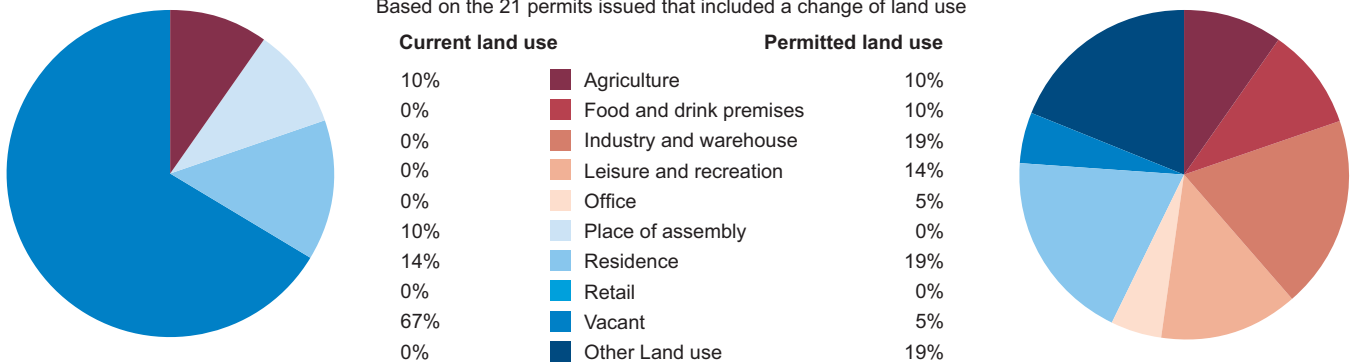 Based on the 21 permits issued that included a change of land use
Current land use Permitted land use
10% Agriculture 10%
0% Food and drink premises 10%
0% Industry and warehouse 19%
0% Leisure and recreation 14%
0% Office 5%
10% Place of assembly 0%
14% Residence 19%
0% Retail 0%
67% Vacant 5%
0% Other Land use 19%